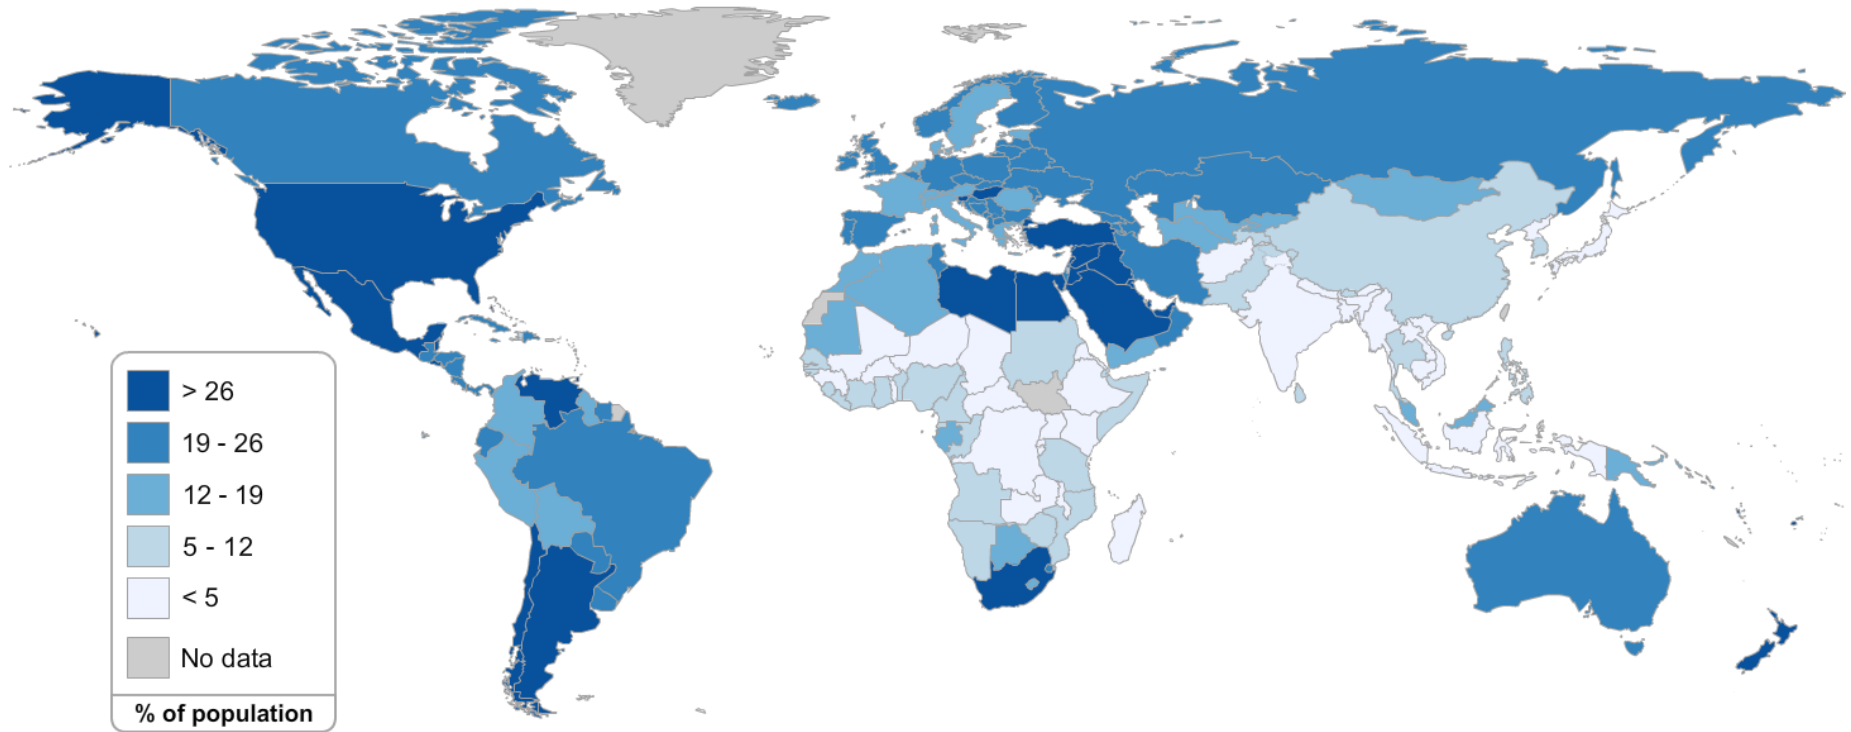 > 26
19 - 26
12 - 19
5 - 12
< 5
No data
% of population